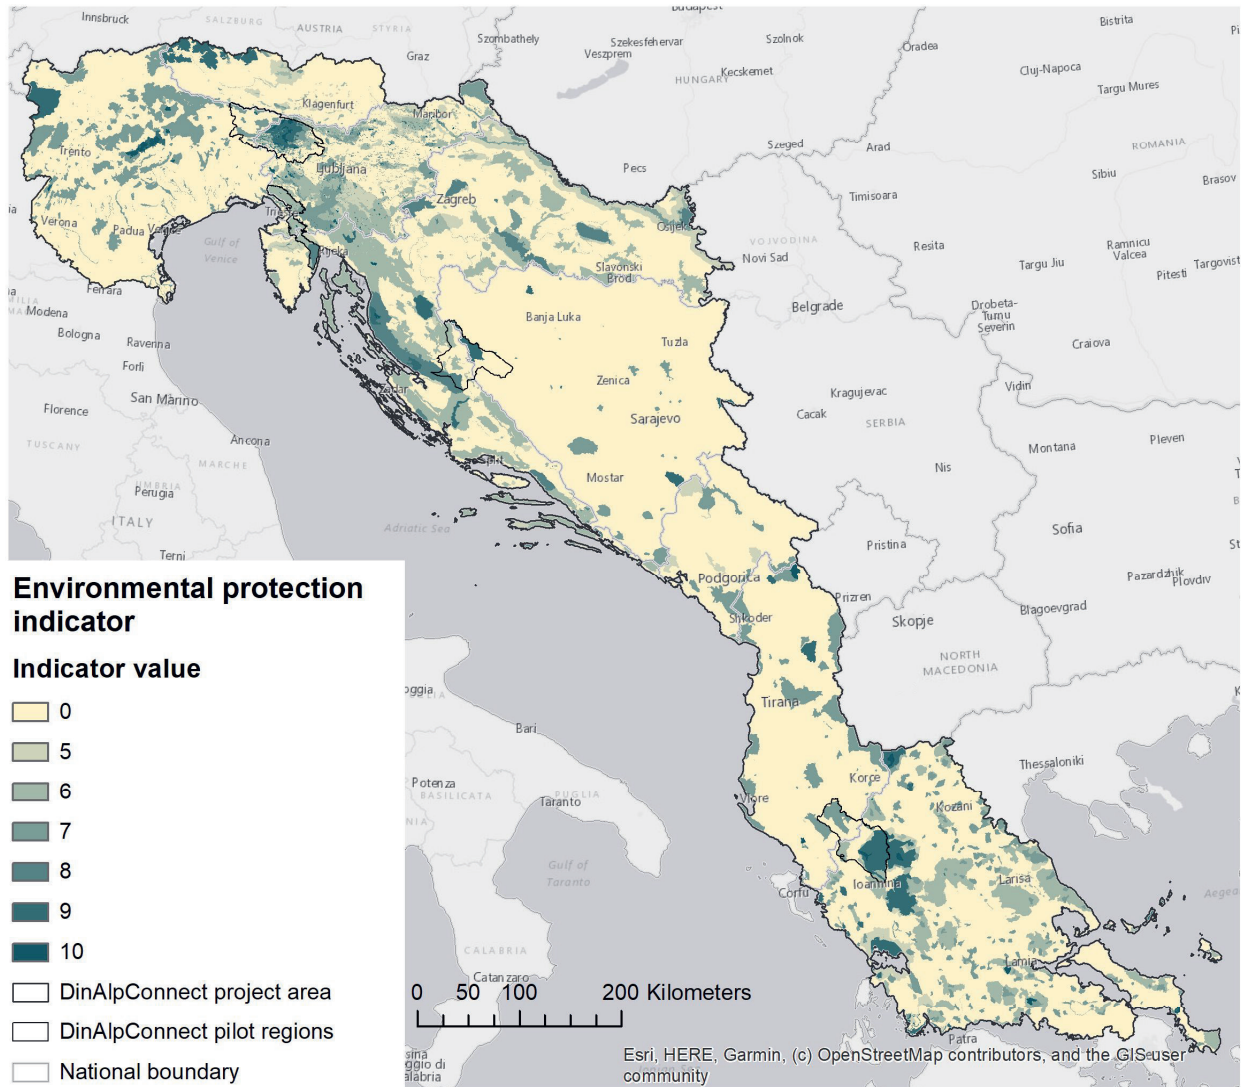 Innsbruck
SALZBURG
AUSTRIA
STYRIA
Graz
Szombathely
Veszprem
Szekesfehervar
HUNGARY
Kecskemet
Szolnok
Oradea
Bistrita
Cluj-Napoca
Targu Mures
ROMANIA
Klagenfurt
Maribor
Trento
Ljubljana
Pecs
Szeged
Arad
Sibiu
Brasov
Timisoara
Verona
Padua
Trieste
Zagreb
Osijek
Gulf of
Venice
Rijeka
VOJVODINA
Novi Sad
Resita
Targu Jiu
Ramnicu
Valcea
Pitesti
Targovist
Slavonski
Brod
Ferrara
Modena
Bologna
Ravenna
Forlì
Banja Luka
Tuzla
Belgrade
Drobeta-
Turnu
Severin
Craiova
San Marino
Florence
TUSCANY
Ancona
MARCHE
UMBRIA
Perugia
ITALY
Terni
Zadar
Zenica
Sarajevo
Kragujevac
Cacak
SERBIA
Vidin
Montana
Pleven
Nis
Split
Mostar
Adriatic Sea
Pristina
Sofia
Podgorica
Prizren
Pazardzhik
Plovdiv
Blagoevgrad
Shkoder
Skopje
NORTH
MACEDONIA
Environmental protection
indicator
Indicator value
0
5
6
7
8
9
10
DinAlpConnect project area
DinAlpConnect pilot regions
National boundary
Tirana
Bari
Potenza
BASILICATA
PUGLIA
Taranto
Gulf of
Taranto
Korçe
Vlore
Kozani
Thessaloniki
Corfu
Ioannina
Larisa
Lamia
CALABRIA
Catanzaro
Patra
0 50 100 200 Kilometers
Esri, HERE, Garmin, (c) OpenStreetMap contributors, and the GIS user
community